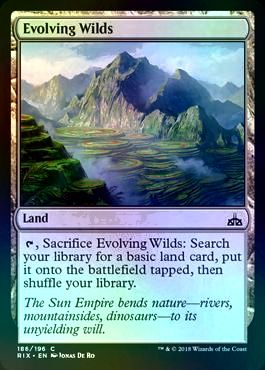 Evolving Wilds
Land
, Sacrifice Evolving Wilds: Search
your library for a basic land card, put
it onto the battlefield tapped, then
shuffle your library.
The Sun Empire bends nature—rivers,
mountainsides, dinosaurs—to its
unyielding will.
186/196 C
RIX • EN Jonas De Ro
™ & © 2018 Wizards of the Coast